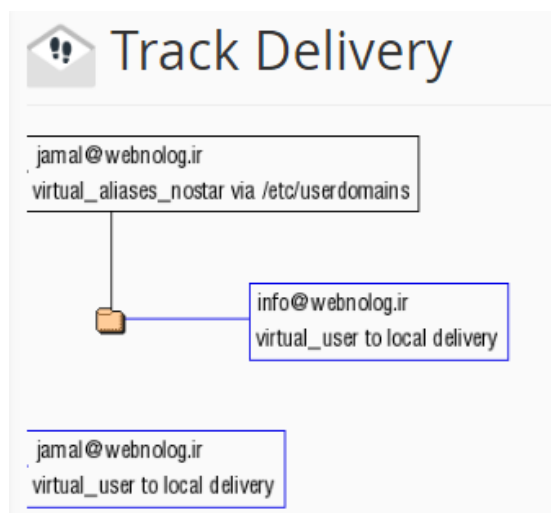 Track Delivery
jamal@webnolog.ir
virtual_aliases_nostar via /etc/userdomains
info@webnolog.ir
virtual_user to local delivery
jamal@webnolog.ir
virtual_user to local delivery